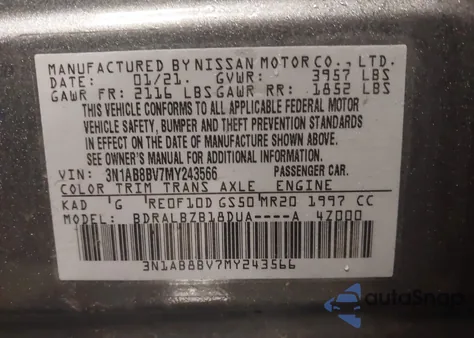 MANUFACTURED BY NISSAN MOTOR CO., LTD.
DATE: 01/21. GVWR: 3957 LBS
GAWR FR: 2116 LBS GAWR RR: 1852 LBS
THIS VEHICLE CONFORMS TO ALL APPLICABLE FEDERAL MOTOR
VEHICLE SAFETY, BUMPER AND THEFT PREVENTION STANDARDS
IN EFFECT ON THE DATE OF MANUFACTURE SHOWN ABOVE.
SEE OWNER'S MANUAL FOR ADDITIONAL INFORMATION.
VIN: 3N1AB8BV7MY243566 PASSENGER CAR.
COLOR TRIM TRANS AXLE ENGINE
KAD G RE0F10D GS50 MR20 1997 CC
MODEL: BDRALBZB18DUA----A 4Z000
3N1AB8BV7MY243566
autoSnap